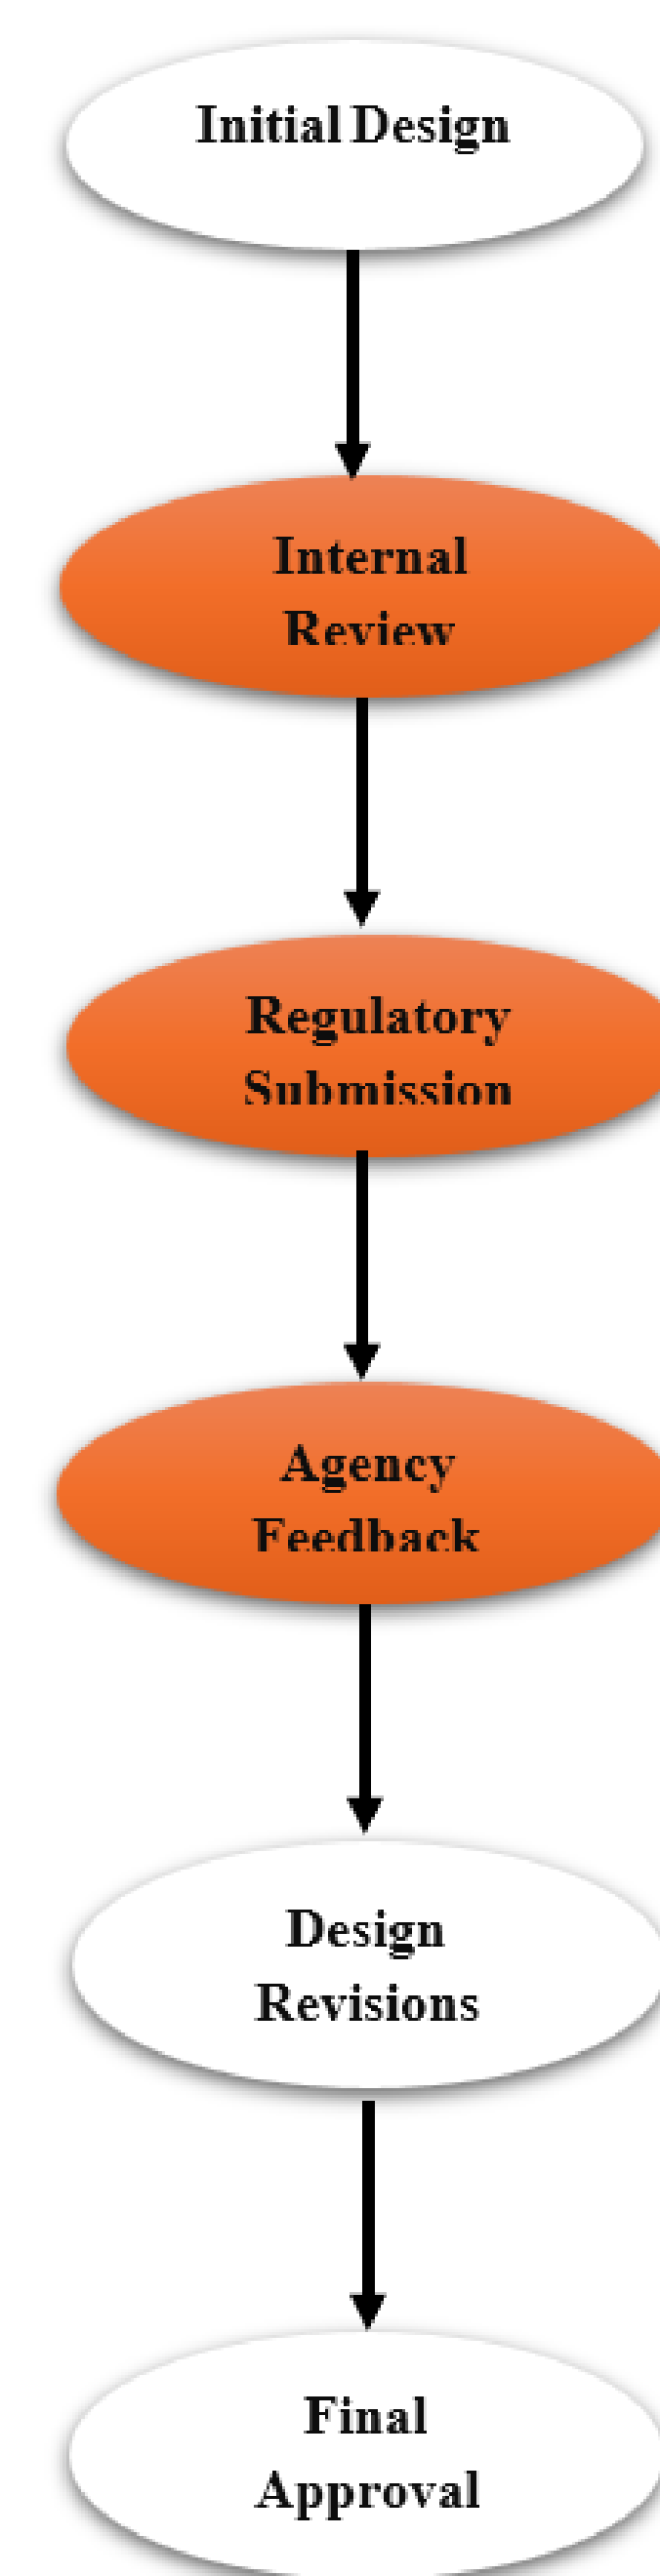 Initial Design
Internal
Review
Regulatory
Submission
Agency
Feedback
Design
Revisions
Final
Approval